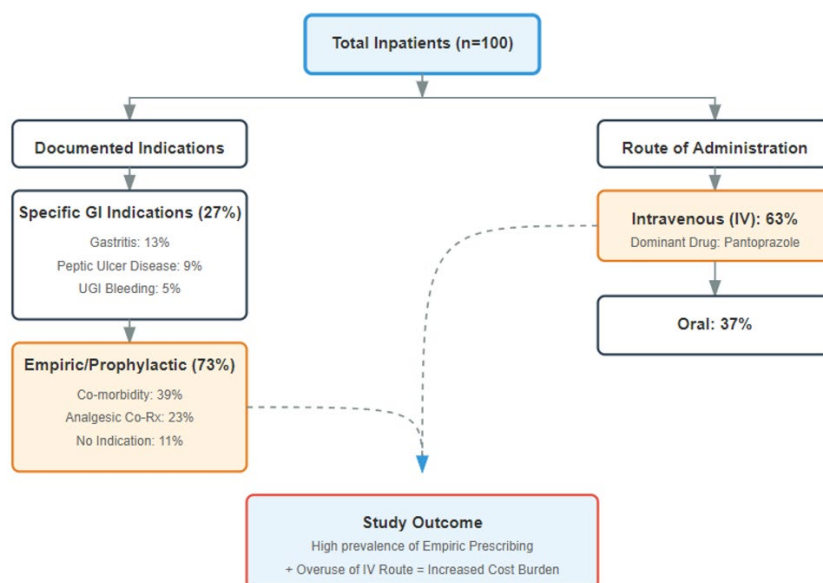 Total Inpatients (n=100)
Documented Indications
Specific GI Indications (27%)
Gastritis: 13%
Peptic Ulcer Disease: 9%
UGI Bleeding: 5%
Empiric/Prophylactic (73%)
Co-morbidity: 39%
Analgesic Co-Rx: 23%
No Indication: 11%
Route of Administration
Intravenous (IV): 63%
Dominant Drug: Pantoprazole
Oral: 37%
Study Outcome
High prevalence of Empiric Prescribing
+ Overuse of IV Route = Increased Cost Burden